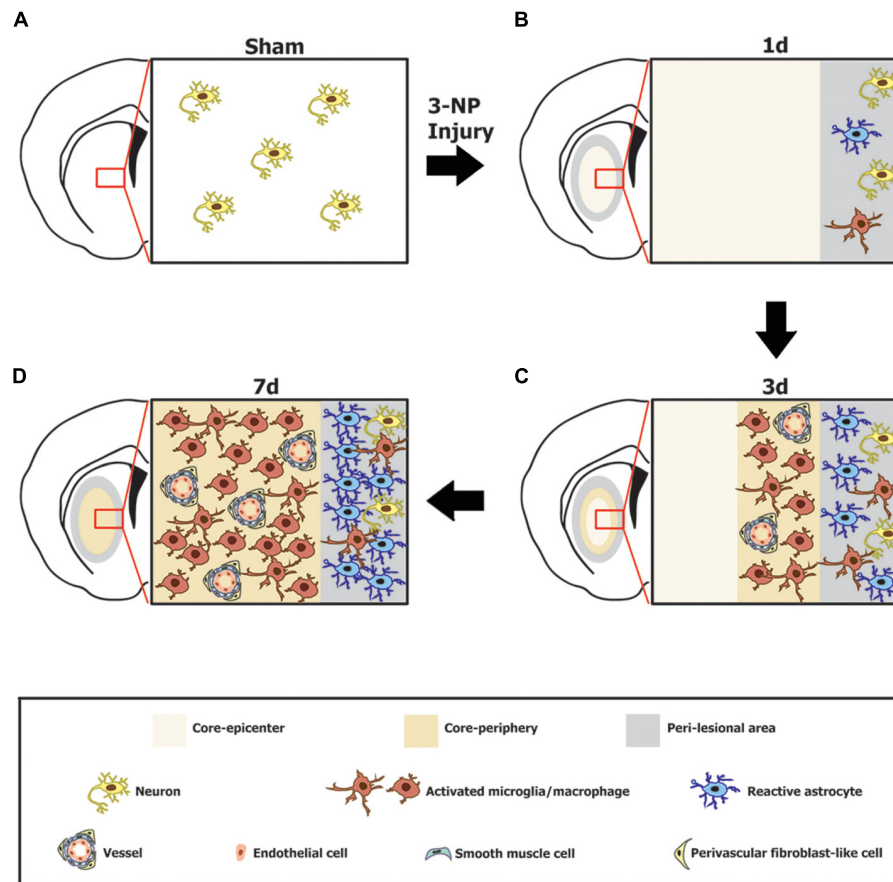 A
Sham
3-NP
Injury
B
1d
D
7d
C
3d
Core-epicenter
Core-periphery
Peri-lesional area
Neuron
Activated microglia/macrophage
Reactive astrocyte
Vessel
Endothelial cell
Smooth muscle cell
Perivascular fibroblast-like cell